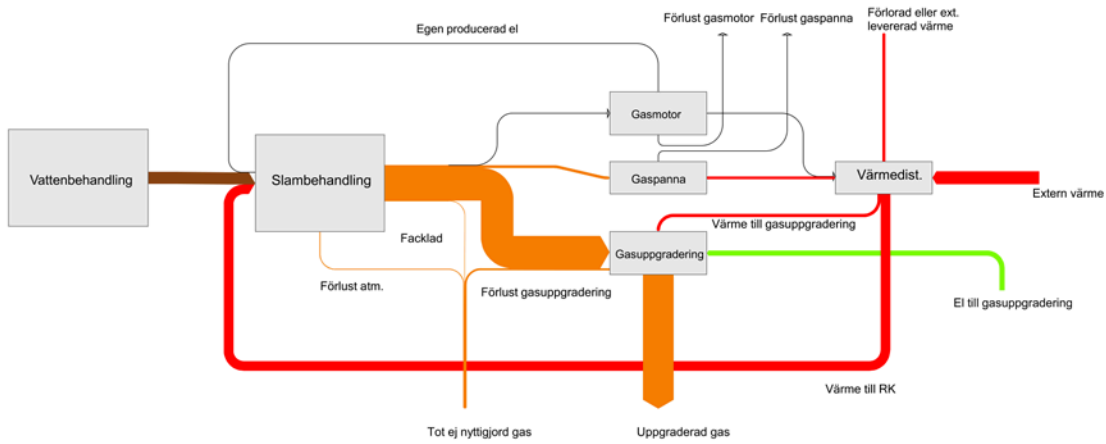 Förlust gasmotor
Förlust gaspanna
Förlorad eller ext.
levererad värme
Egen producerad el
Gasmotor
Vattenbehandling
Slambehandling
Gaspanna
Värmedist.
Extern värme
Värme till gasuppgradering
Facklad
Gasuppgradering
Förlust atm.
Förlust gasuppgradering
El till gasuppgradering
Värme till RK
Tot ej nyttigjord gas
Uppgraderad gas